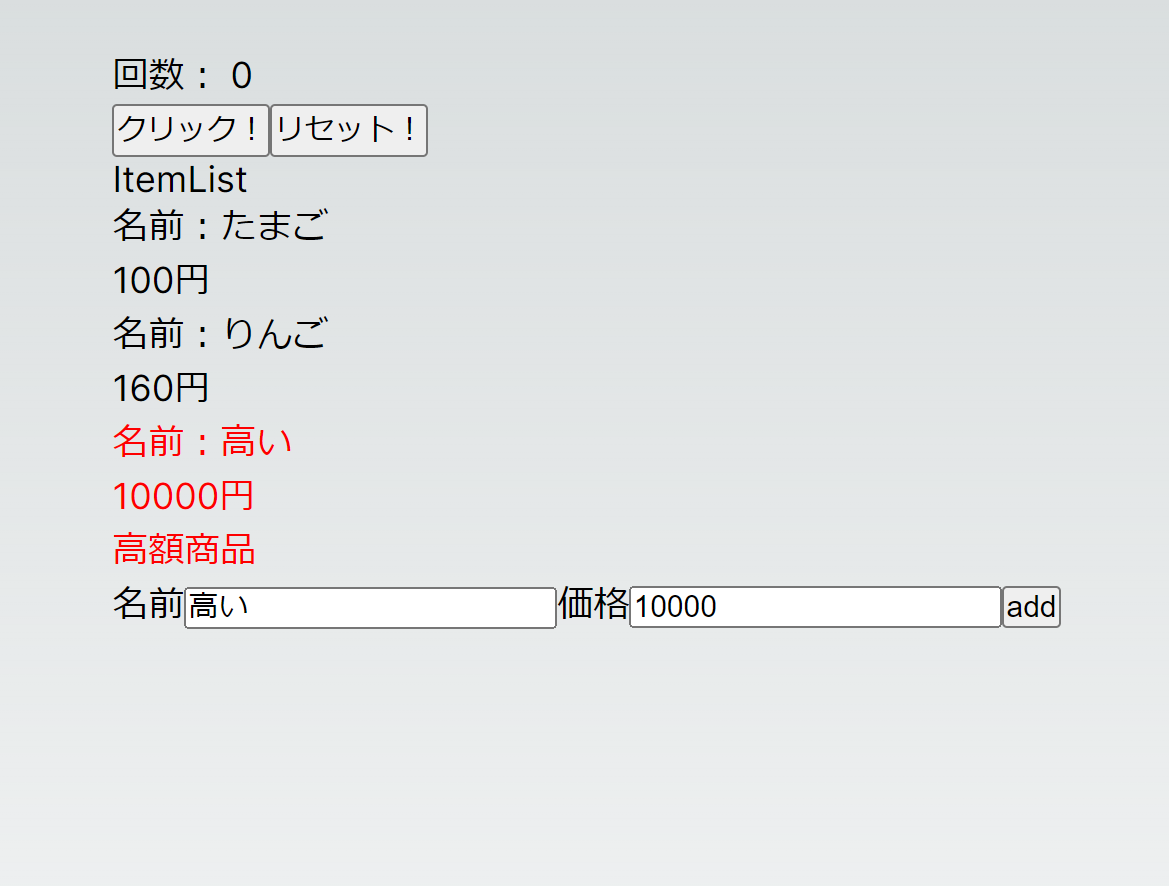 回数： 0
クリック！ リセット！
ItemList
名前：たまご
100円
名前：りんご
160円
名前：高い
10000円
高額商品
名前 高い 価格 10000 add